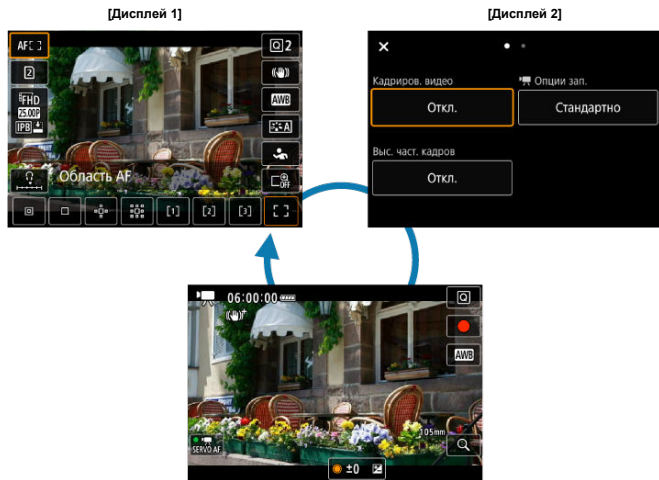 [Дисплей 1]
[Дисплей 2]
AF
Q 2
2
FHD
25.00P
IPB
AWB
A
OFF
Область AF
[1]
[2]
[3]
Кадриров. видео
Откл.
Опции зап.
Стандартно
Выс. част. кадров
Откл.
06:00:00
Q
AWB
105mm
SERVO AF
±0